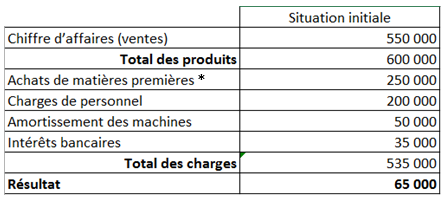 Situation initiale
Chiffre d'affaires (ventes) 550 000
Total des produits 600 000
Achats de matières premières * 250 000
Charges de personnel 200 000
Amortissement des machines 50 000
Intérêts bancaires 35 000
Total des charges 535 000
Résultat 65 000